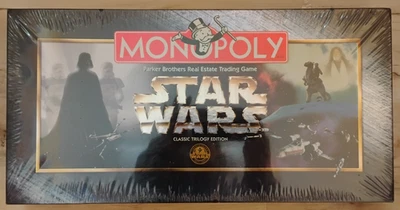 MONOPOLY
Parker Brothers Real Estate Trading Game
STAR
WARS
CLASSIC TRILOGY EDITION